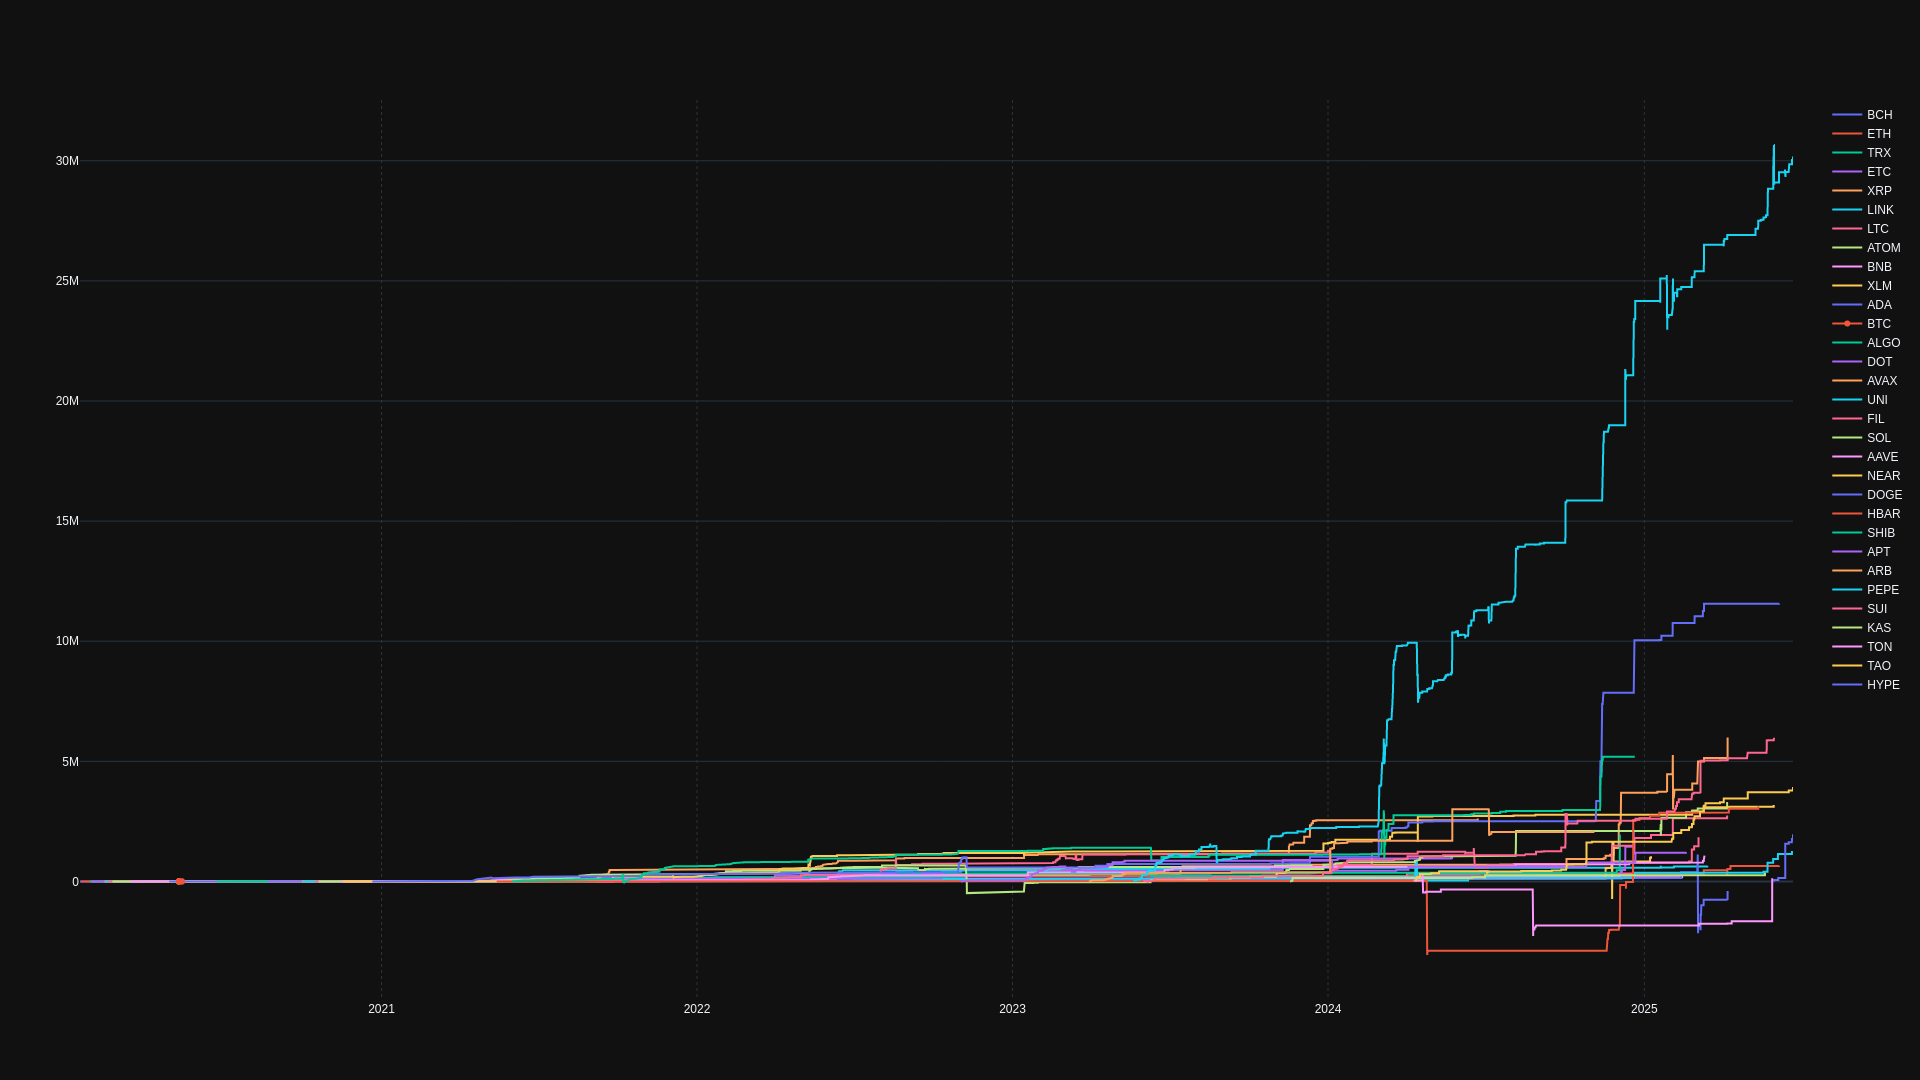 30M
25M
20M
15M
10M
5M
0
2021
2022
2023
2024
2025
BCH
ETH
TRX
ETC
XRP
LINK
LTC
ATOM
BNB
XLM
ADA
BTC
ALGO
DOT
AVAX
UNI
FIL
SOL
AAVE
NEAR
DOGE
HBAR
SHIB
APT
ARB
PEPE
SUI
KAS
TON
TAO
HYPE